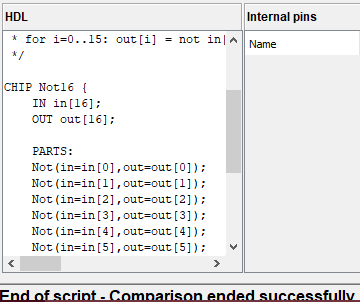 HDL
Internal pins
* for i=0..15: out[i] = not in[
*/
Name
CHIP Not16 {
IN in[16];
OUT out[16];
PARTS:
Not(in=in[0],out=out[0]);
Not(in=in[1],out=out[1]);
Not(in=in[2],out=out[2]);
Not(in=in[3],out=out[3]);
Not(in=in[4],out=out[4]);
Not(in=in[5],out=out[5]);
End of script - Comparison ended successfully